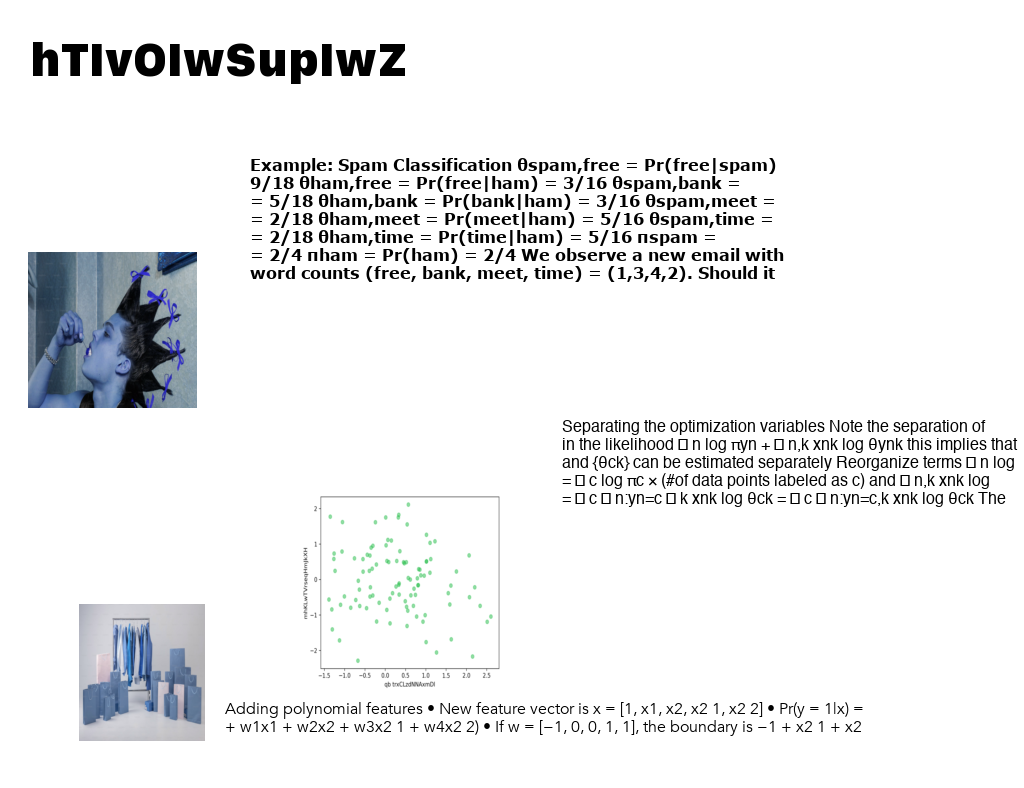 hTIvOIwSupIwZ
Example: Spam Classification θspam,free = Pr(free|spam)
9/18 θham,free = Pr(free|ham) = 3/16 θspam,bank =
= 5/18 θham,bank = Pr(bank|ham) = 3/16 θspam,meet =
= 2/18 θham,meet = Pr(meet|ham) = 5/16 θspam,time =
= 2/18 θham,time = Pr(time|ham) = 5/16 πspam =
= 2/4 πham = Pr(ham) = 2/4 We observe a new email with
word counts (free, bank, meet, time) = (1,3,4,2). Should it
Separating the optimization variables Note the separation of
in the likelihood □ n log πyn + □ n,k xnk log θynk this implies that
and {θck} can be estimated separately Reorganize terms □ n log
= □ c log πc × (#of data points labeled as c) and □ n,k xnk log
= □ c □ n:yn=c □ k xnk log θck = □ c □ n:yn=c,k xnk log θck The
2
1
0
−1
−2
−1.5 −1.0 −0.5 0.0 0.5 1.0 1.5 2.0 2.5
Adding polynomial features • New feature vector is x = [1, x1, x2, x2 1, x2 2] • Pr(y = 1|x) =
+ w1x1 + w2x2 + w3x2 1 + w4x2 2) • If w = [−1, 0, 0, 1, 1], the boundary is −1 + x2 1 + x2